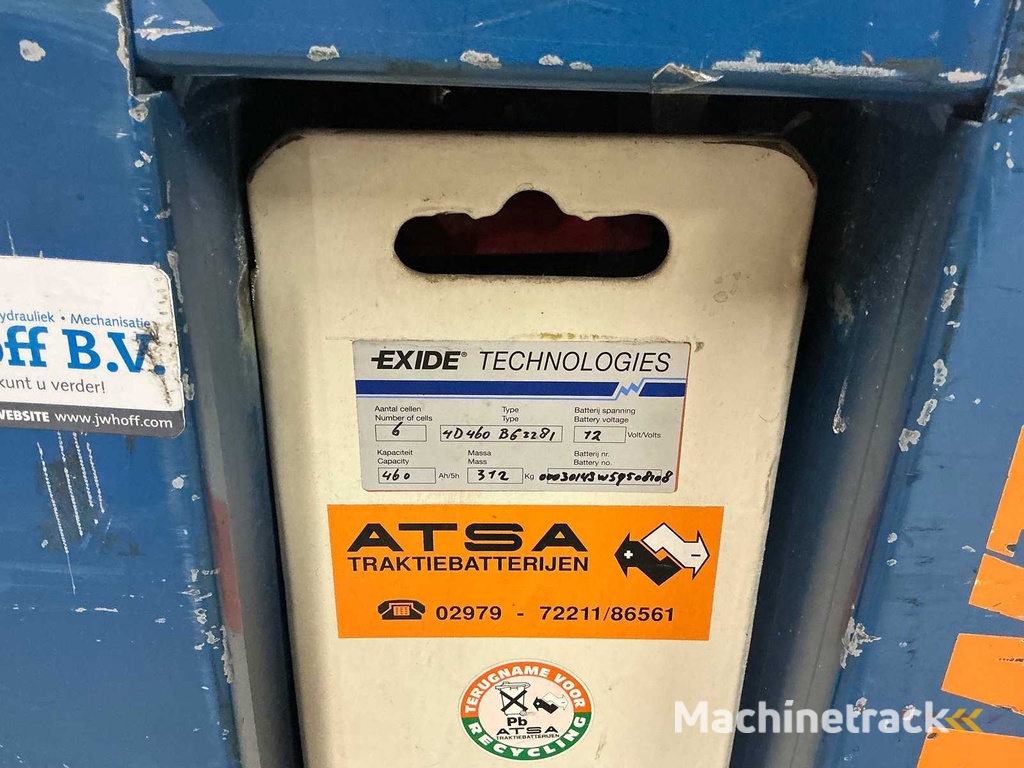 ydrauliek • Mechanisatie
off B.V.
kunt u verder!
WEBSITE www.jwhoff.com
EXIDE® TECHNOLOGIES
Aantal cellen Type Batterij spanning
Number of cells Type Battery voltage
6 4D460 B63281 12 Volt/Volts
Kapaciteit Massa Batterij nr.
Capacity Mass Battery no.
460 Ah/5h 312 Kg
ATSA
TRAKTIEBATTERIJEN
+ -
02979 - 72211/86561
TERUGNAME VOOR
Pb
ATSA
TRAKTIEBATTERIJEN
RECYCLING
Machinetrack